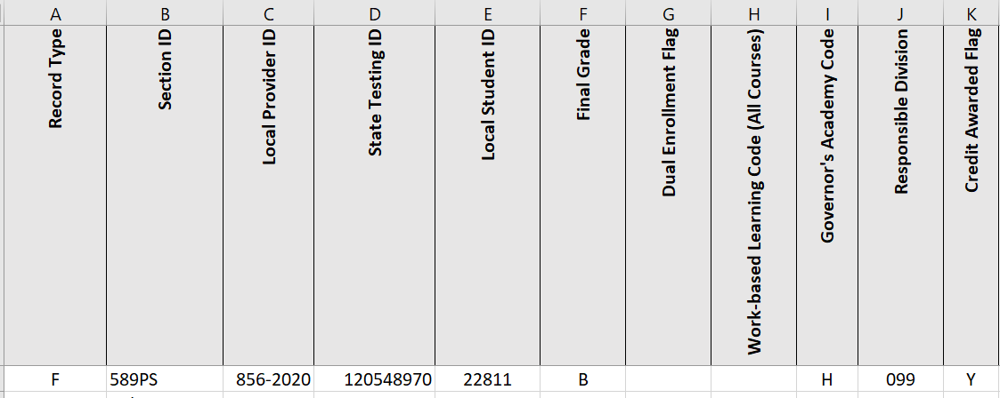 A B C D E F G H I J K
Record Type
Section ID
Local Provider ID
State Testing ID
Local Student ID
Final Grade
Dual Enrollment Flag
Work-based Learning Code (All Courses)
Governor's Academy Code
Responsible Division
Credit Awarded Flag
F 589PS 856-2020 120548970 22811 B H 099 Y